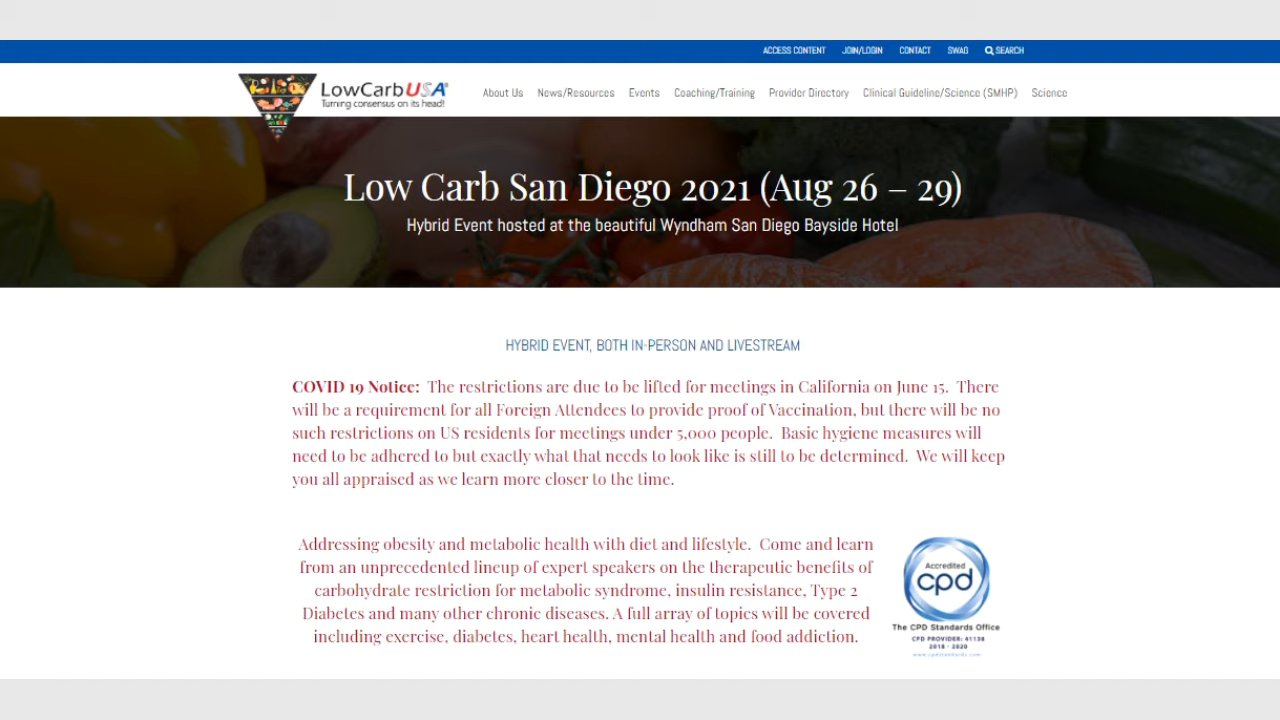 ACCESS CONTENT JOIN/LOGIN CONTACT SWAG SEARCH
LowCarbUSA®
Turning consensus on its head!
About Us News/Resources Events Coaching/Training Provider Directory Clinical Guideline/Science (SMHP) Science
Low Carb San Diego 2021 (Aug 26 – 29)
Hybrid Event hosted at the beautiful Wyndham San Diego Bayside Hotel
HYBRID EVENT, BOTH IN-PERSON AND LIVESTREAM
COVID 19 Notice: The restrictions are due to be lifted for meetings in California on June 15. There
will be a requirement for all Foreign Attendees to provide proof of Vaccination, but there will be no
such restrictions on US residents for meetings under 5,000 people. Basic hygiene measures will
need to be adhered to but exactly what that needs to look like is still to be determined. We will keep
you all appraised as we learn more closer to the time.
Addressing obesity and metabolic health with diet and lifestyle. Come and learn
from an unprecedented lineup of expert speakers on the therapeutic benefits of
carbohydrate restriction for metabolic syndrome, insulin resistance, Type 2
Diabetes and many other chronic diseases. A full array of topics will be covered
including exercise, diabetes, heart health, mental health and food addiction.
Accredited
cpd
The CPD Standards Office
CPD PROVIDER: 41138
2018 - 2020
www.cpdstandards.com